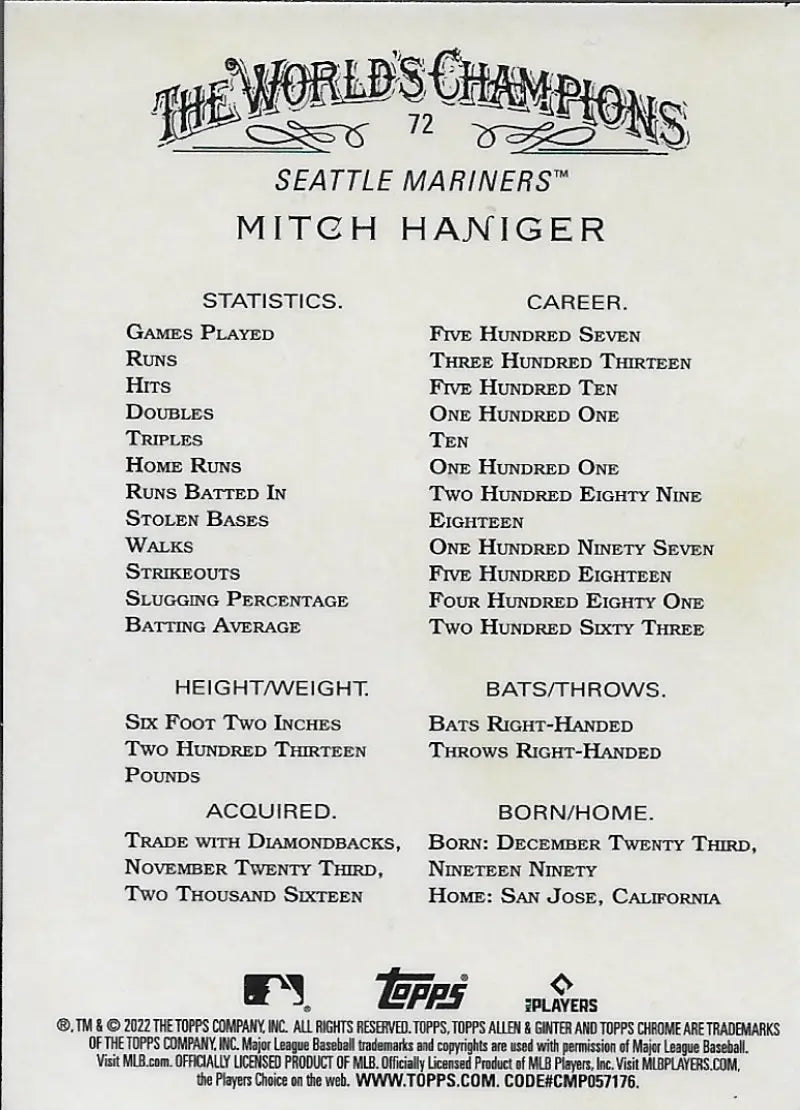 THE WORLD'S CHAMPIONS
72
SEATTLE MARINERS™
MITCH HANIGER
STATISTICS. CAREER.
GAMES PLAYED FIVE HUNDRED SEVEN
RUNS THREE HUNDRED THIRTEEN
HITS FIVE HUNDRED TEN
DOUBLES ONE HUNDRED ONE
TRIPLES TEN
HOME RUNS ONE HUNDRED ONE
RUNS BATTED IN TWO HUNDRED EIGHTY NINE
STOLEN BASES EIGHTEEN
WALKS ONE HUNDRED NINETY SEVEN
STRIKEOUTS FIVE HUNDRED EIGHTEEN
SLUGGING PERCENTAGE FOUR HUNDRED EIGHTY ONE
BATTING AVERAGE TWO HUNDRED SIXTY THREE
HEIGHT/WEIGHT.
SIX FOOT TWO INCHES
TWO HUNDRED THIRTEEN
POUNDS
BATS/THROWS.
BATS RIGHT-HANDED
THROWS RIGHT-HANDED
ACQUIRED.
TRADE WITH DIAMONDBACKS,
NOVEMBER TWENTY THIRD,
TWO THOUSAND SIXTEEN
BORN/HOME.
BORN: DECEMBER TWENTY THIRD,
NINETEEN NINETY
HOME: SAN JOSE, CALIFORNIA
® Topps® MLBPLAYERS
®, TM & © 2022 THE TOPPS COMPANY, INC. ALL RIGHTS RESERVED. TOPPS, TOPPS ALLEN & GINTER AND TOPPS CHROME ARE TRADEMARKS
OF THE TOPPS COMPANY, INC. Major League Baseball trademarks and copyrights are used with permission of Major League Baseball.
Visit MLB.com. OFFICIALLY LICENSED PRODUCT OF MLB. Officially Licensed Product of MLB Players, Inc. Visit MLBPLAYERS.COM,
the Players Choice on the web. WWW.TOPPS.COM. CODE#CMP057176.